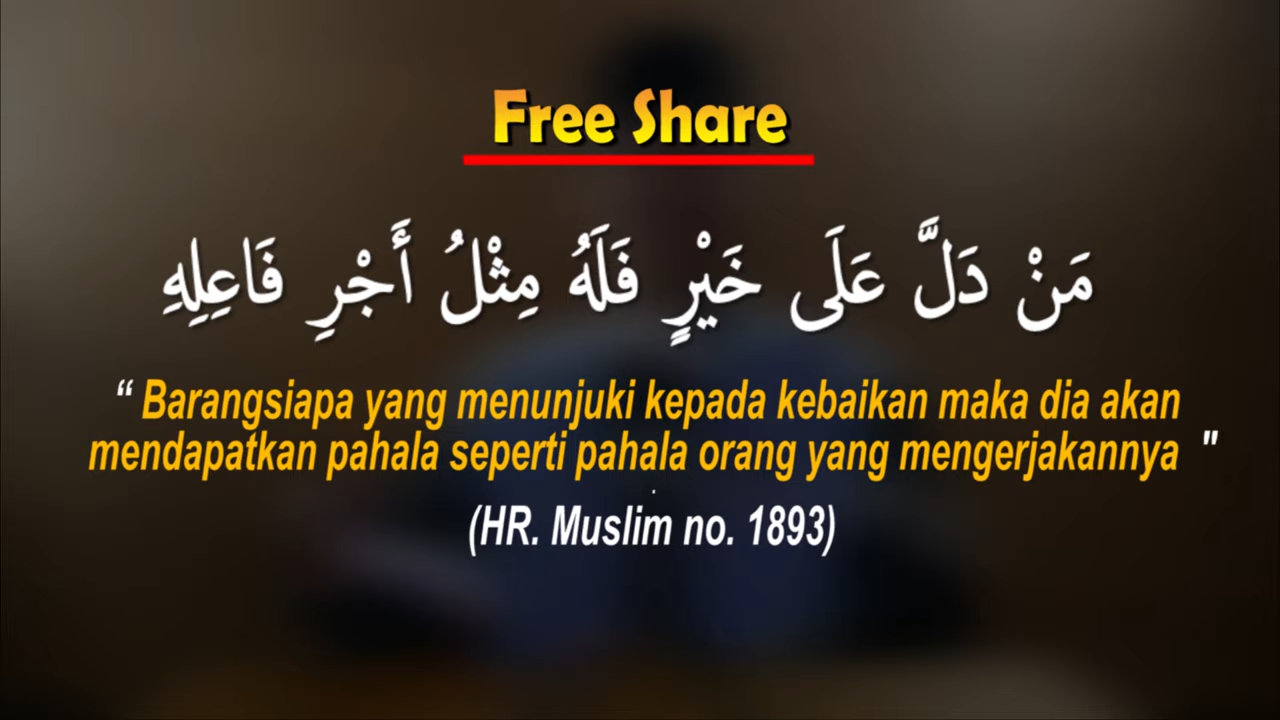 Free Share
مَنْ دَلَّ عَلَى خَيْرٍ فَلَهُ مِثْلُ أَجْرِ فَاعِلِهِ
“ Barangsiapa yang menunjuki kepada kebaikan maka dia akan
mendapatkan pahala seperti pahala orang yang mengerjakannya "
.
(HR. Muslim no. 1893)